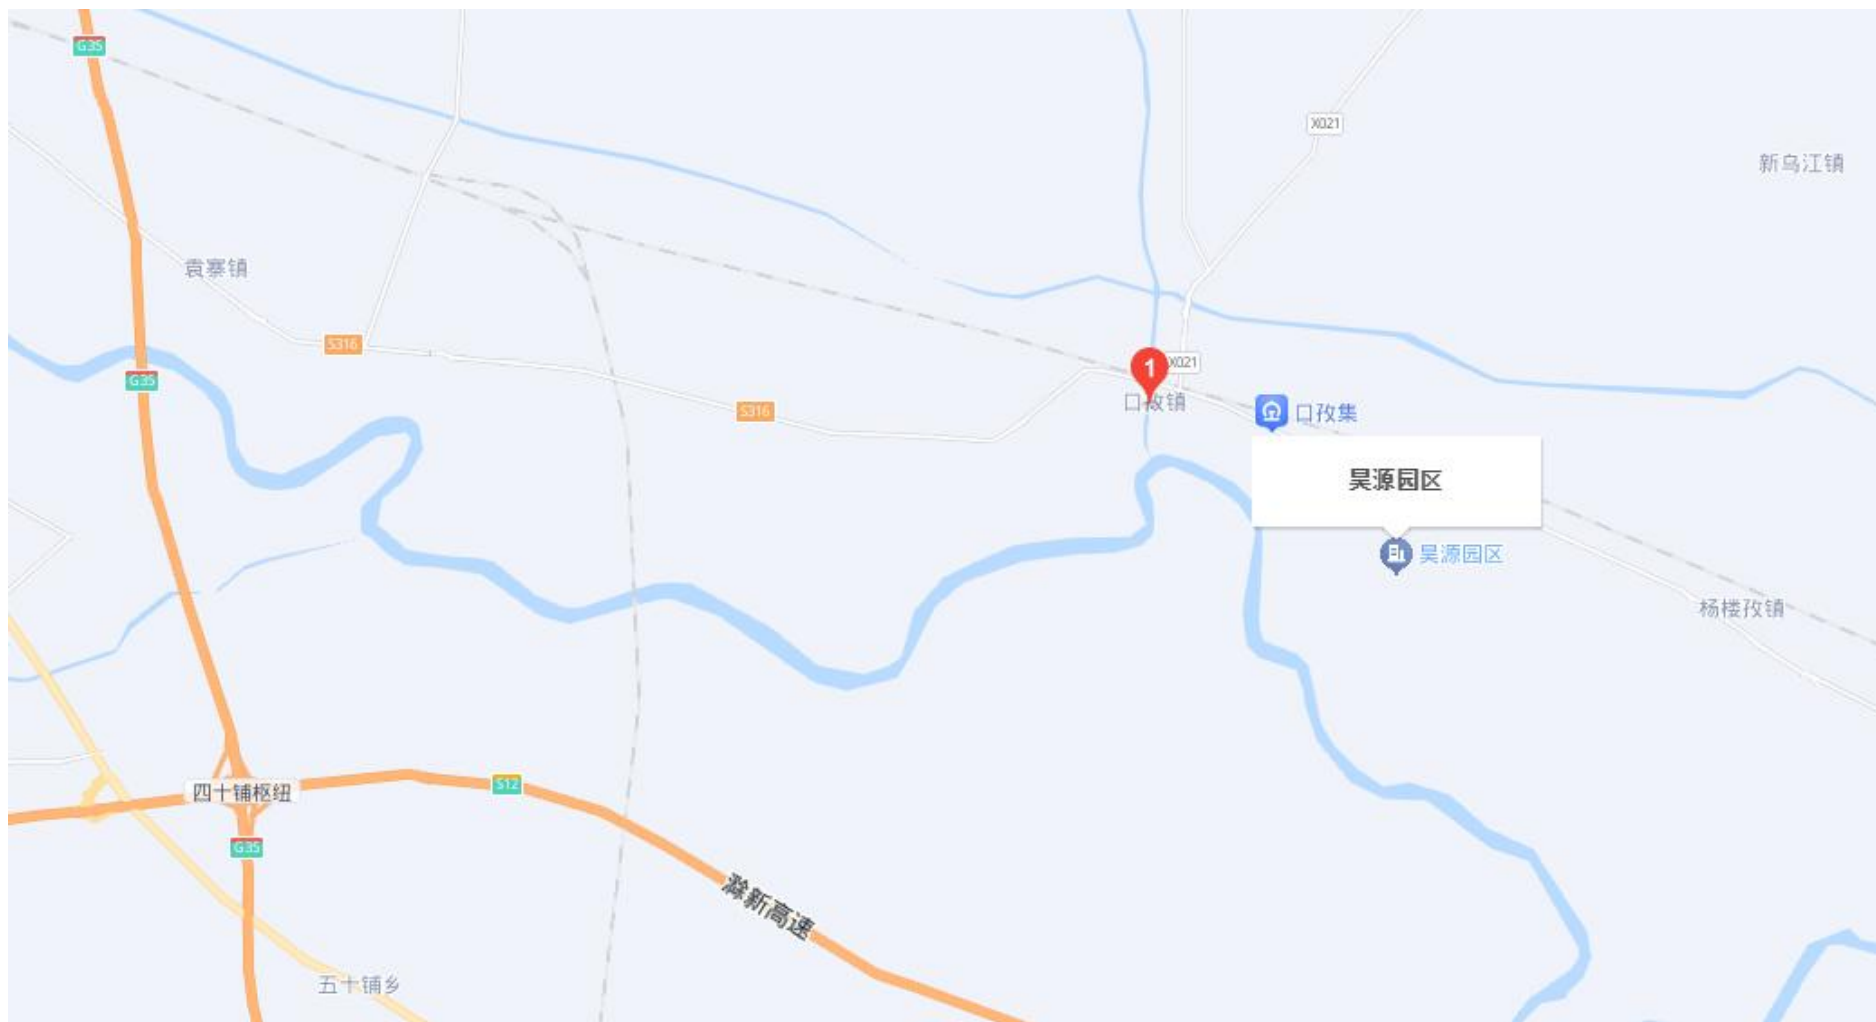 G35
X021
新乌江镇
袁寨镇
S316
X021
1
G35
口孜镇
S316
口孜集
昊源园区
昊源园区
杨楼孜镇
四十铺枢纽
S12
G35
滁新高速
五十铺乡